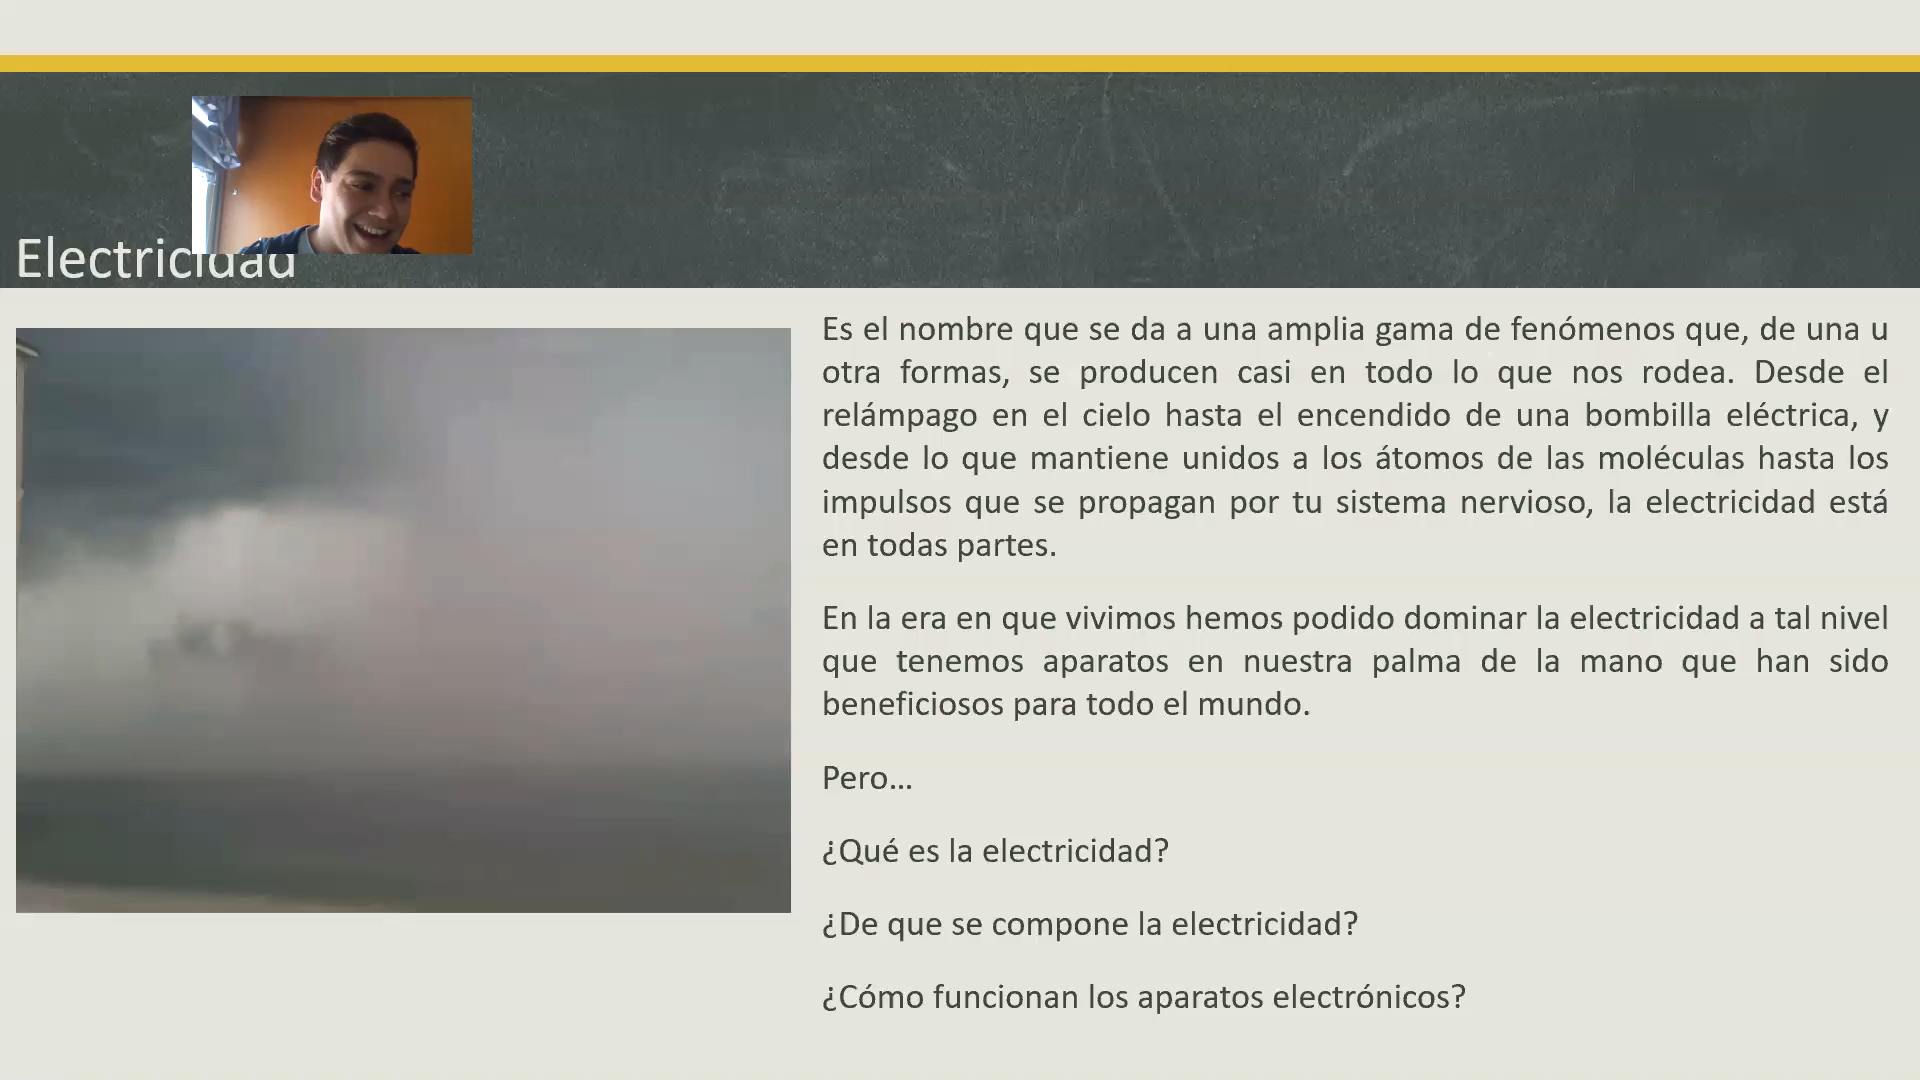 Electricidad
Es el nombre que se da a una amplia gama de fenómenos que, de una u
otra formas, se producen casi en todo lo que nos rodea. Desde el
relámpago en el cielo hasta el encendido de una bombilla eléctrica, y
desde lo que mantiene unidos a los átomos de las moléculas hasta los
impulsos que se propagan por tu sistema nervioso, la electricidad está
en todas partes.
En la era en que vivimos hemos podido dominar la electricidad a tal nivel
que tenemos aparatos en nuestra palma de la mano que han sido
beneficiosos para todo el mundo.
Pero...
¿Qué es la electricidad?
¿De que se compone la electricidad?
¿Cómo funcionan los aparatos electrónicos?